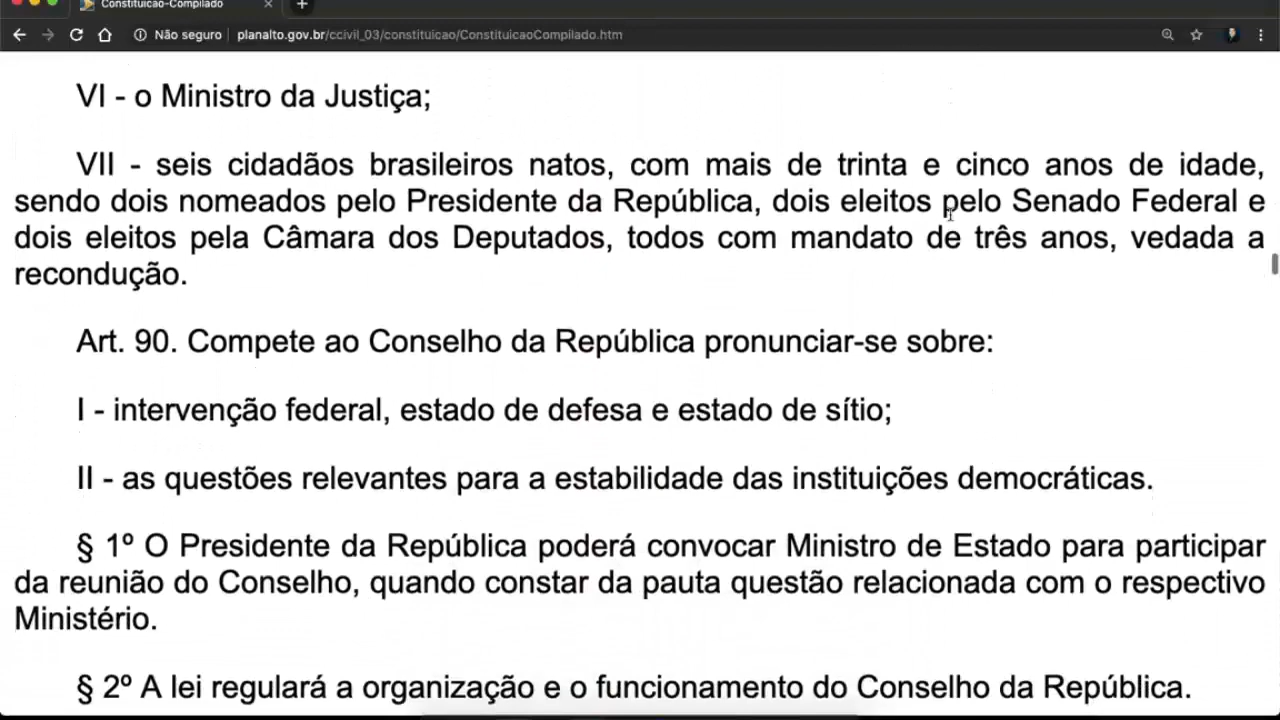 Constituicao-Compilado
Não seguro planalto.gov.br/ccivil_03/constituicao/ConstituicaoCompilado.htm
VI - o Ministro da Justiça;
VII - seis cidadãos brasileiros natos, com mais de trinta e cinco anos de idade,
sendo dois nomeados pelo Presidente da República, dois eleitos pelo Senado Federal e
dois eleitos pela Câmara dos Deputados, todos com mandato de três anos, vedada a
recondução.
Art. 90. Compete ao Conselho da República pronunciar-se sobre:
I - intervenção federal, estado de defesa e estado de sítio;
II - as questões relevantes para a estabilidade das instituições democráticas.
§ 1º O Presidente da República poderá convocar Ministro de Estado para participar
da reunião do Conselho, quando constar da pauta questão relacionada com o respectivo
Ministério.
§ 2º A lei regulará a organização e o funcionamento do Conselho da República.